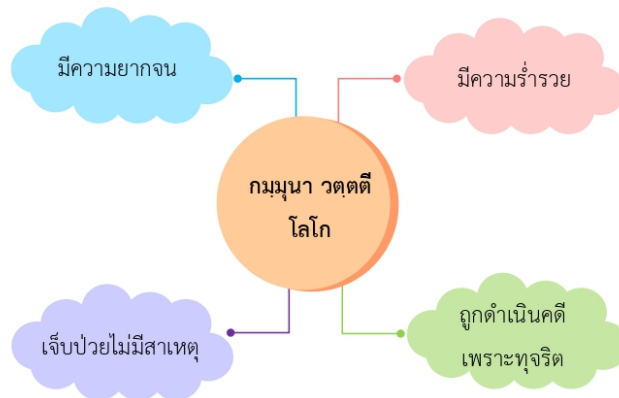 มีความยากจน
มีความร่ำรวย
กมฺมุนา วตฺตตี
โลโก
เจ็บป่วยไม่มีสาเหตุ
ถูกดำเนินคดี
เพราะทุจริต